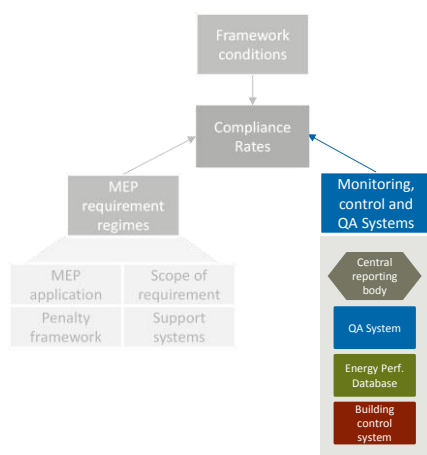 Framework
conditions
Compliance
Rates
MEP
requirement
regimes
Monitoring,
control and
QA Systems
MEP
application
Scope of
requirement
Penalty
framework
Support
systems
Central
reporting
body
QA System
Energy Perf.
Database
Building
control
system